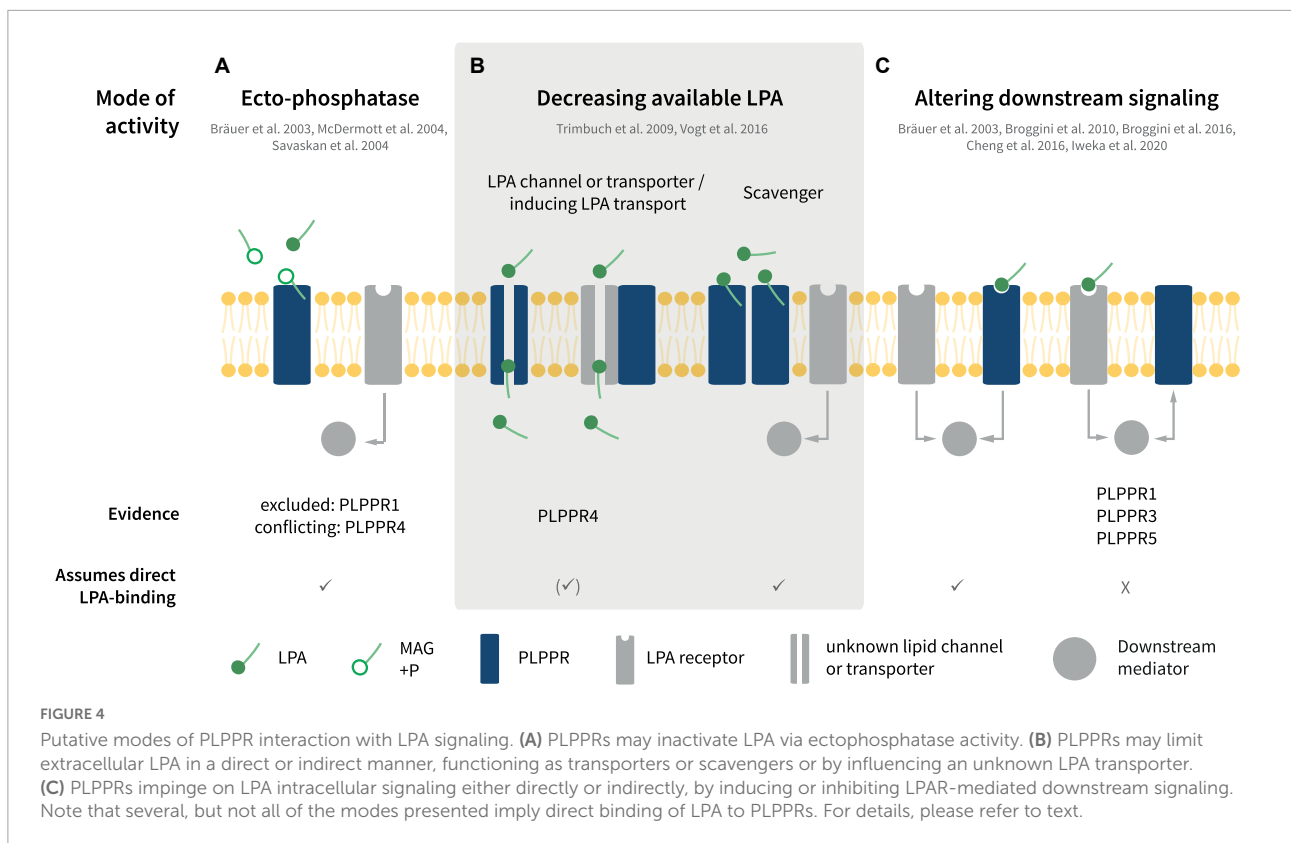 A
B
C
Mode of
activity
Ecto-phosphatase
Bräuer et al. 2003, McDermott et al. 2004,
Savaskan et al. 2004
Decreasing available LPA
Trimbuch et al. 2009, Vogt et al. 2016
Altering downstream signaling
Bräuer et al. 2003, Broggini et al. 2010, Broggini et al. 2016,
Cheng et al. 2016, Iweka et al. 2020
LPA channel or transporter /
inducing LPA transport
Scavenger
Evidence
excluded: PLPPR1
conflicting: PLPPR4
PLPPR4
PLPPR1
PLPPR3
PLPPR5
Assumes direct
LPA-binding
✓
(✓)
✓
✓
X
LPA
MAG
+P
PLPPR
LPA receptor
unknown lipid channel
or transporter
Downstream
mediator
FIGURE 4
Putative modes of PLPPR interaction with LPA signaling. (A) PLPPRs may inactivate LPA via ectophosphatase activity. (B) PLPPRs may limit
extracellular LPA in a direct or indirect manner, functioning as transporters or scavengers or by influencing an unknown LPA transporter.
(C) PLPPRs impinge on LPA intracellular signaling either directly or indirectly, by inducing or inhibiting LPAR-mediated downstream signaling.
Note that several, but not all of the modes presented imply direct binding of LPA to PLPPRs. For details, please refer to text.